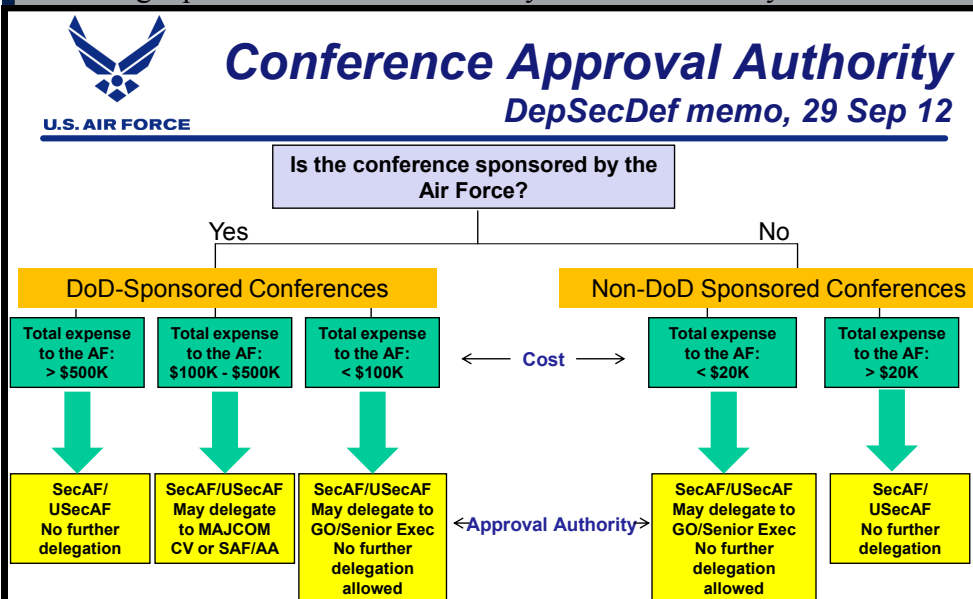 U.S. AIR FORCE
Conference Approval Authority
DepSecDef memo, 29 Sep 12
Is the conference sponsored by the
Air Force?
Yes
No
DoD-Sponsored Conferences
Non-DoD Sponsored Conferences
Total expense
to the AF:
> $500K
Total expense
to the AF:
$100K - $500K
Total expense
to the AF:
< $100K
Cost
Total expense
to the AF:
< $20K
Total expense
to the AF:
> $20K
SecAF/
USecAF
No further
delegation
SecAF/USecAF
May delegate
to MAJCOM
CV or SAF/AA
SecAF/USecAF
May delegate to
GO/Senior Exec
No further
delegation
allowed
Approval Authority
SecAF/USecAF
May delegate to
GO/Senior Exec
No further
delegation
allowed
SecAF/
USecAF
No further
delegation